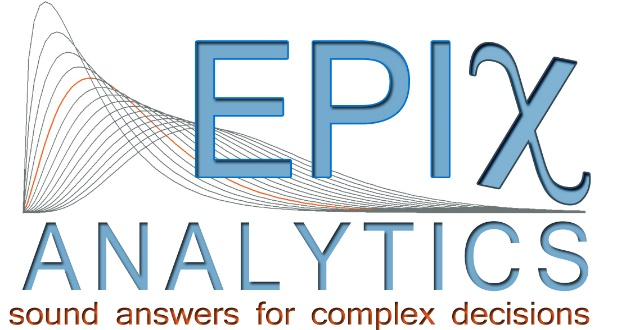 EPIχ
ANALYTICS
sound answers for complex decisions